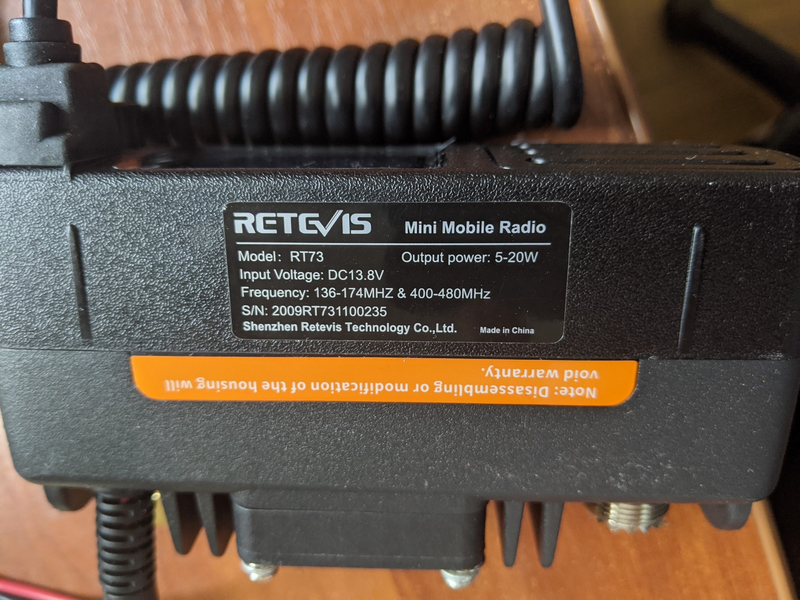 RETEVIS
Mini Mobile Radio
Model: RT73
Output power: 5-20W
Input Voltage: DC13.8V
Frequency: 136-174MHZ & 400-480MHz
S/N: 2009RT731100235
Shenzhen Retevis Technology Co.,Ltd.
Made in China
Note: Disassembling or modification of the housing will
void warranty.